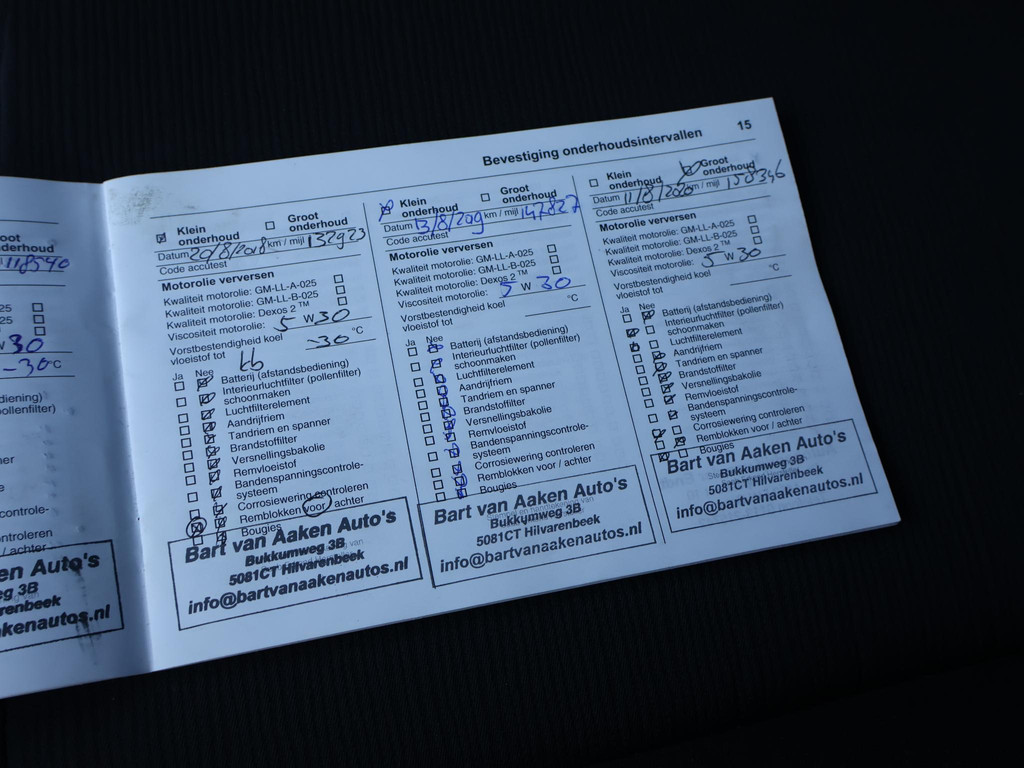 oot
derhoud
118540
25
25
W 30
-30 °C
diening)
ollenfilter)
er
e
controle-
ntroleren
/ achter
en Auto's
eg 3B
renbeek
kenautos.nl
Bevestiging onderhoudsintervallen 15
Klein onderhoud Groot onderhoud
Datum 20/8/2018 km / mijl 132923
Code accutest
Motorolie verversen
Kwaliteit motorolie: GM-LL-A-025
Kwaliteit motorolie: GM-LL-B-025
Kwaliteit motorolie: Dexos 2 ™
Viscositeit motorolie: 5 W 30
Vorstbestendigheid koel
vloeistof tot -30 °C
Ja Nee
Batterij (afstandsbediening)
Interieurluchtfilter (pollenfilter)
schoonmaken
Luchtfilterelement
Aandrijfriem
Tandriem en spanner
Brandstoffilter
Versnellingsbakolie
Remvloeistof
Bandenspanningscontrole-
systeem
Corrosiewering controleren
Remblokken voor / achter
Bougies
Bart van Aaken Auto's
Bukkumweg 3B
5081CT Hilvarenbeek
info@bartvanaakenautos.nl
Klein onderhoud Groot onderhoud
Datum 13/8/209 km / mijl 147827
Code accutest
Motorolie verversen
Kwaliteit motorolie: GM-LL-A-025
Kwaliteit motorolie: GM-LL-B-025
Kwaliteit motorolie: Dexos 2 ™
Viscositeit motorolie: 5 W 30
Vorstbestendigheid koel
vloeistof tot °C
Ja Nee
Batterij (afstandsbediening)
Interieurluchtfilter (pollenfilter)
schoonmaken
Luchtfilterelement
Aandrijfriem
Tandriem en spanner
Brandstoffilter
Versnellingsbakolie
Remvloeistof
Bandenspanningscontrole-
systeem
Corrosiewering controleren
Remblokken voor / achter
Bougies
Bart van Aaken Auto's
Bukkumweg 3B
5081CT Hilvarenbeek
info@bartvanaakenautos.nl
Klein onderhoud Groot onderhoud
Datum 11/8/2020 km / mijl 158346
Code accutest
Motorolie verversen
Kwaliteit motorolie: GM-LL-A-025
Kwaliteit motorolie: GM-LL-B-025
Kwaliteit motorolie: Dexos 2 ™
Viscositeit motorolie: 5 W 30
Vorstbestendigheid koel
vloeistof tot °C
Ja Nee
Batterij (afstandsbediening)
Interieurluchtfilter (pollenfilter)
schoonmaken
Luchtfilterelement
Aandrijfriem
Tandriem en spanner
Brandstoffilter
Versnellingsbakolie
Remvloeistof
Bandenspanningscontrole-
systeem
Corrosiewering controleren
Remblokken voor / achter
Bougies
Bart van Aaken Auto's
Bukkumweg 3B
5081CT Hilvarenbeek
info@bartvanaakenautos.nl